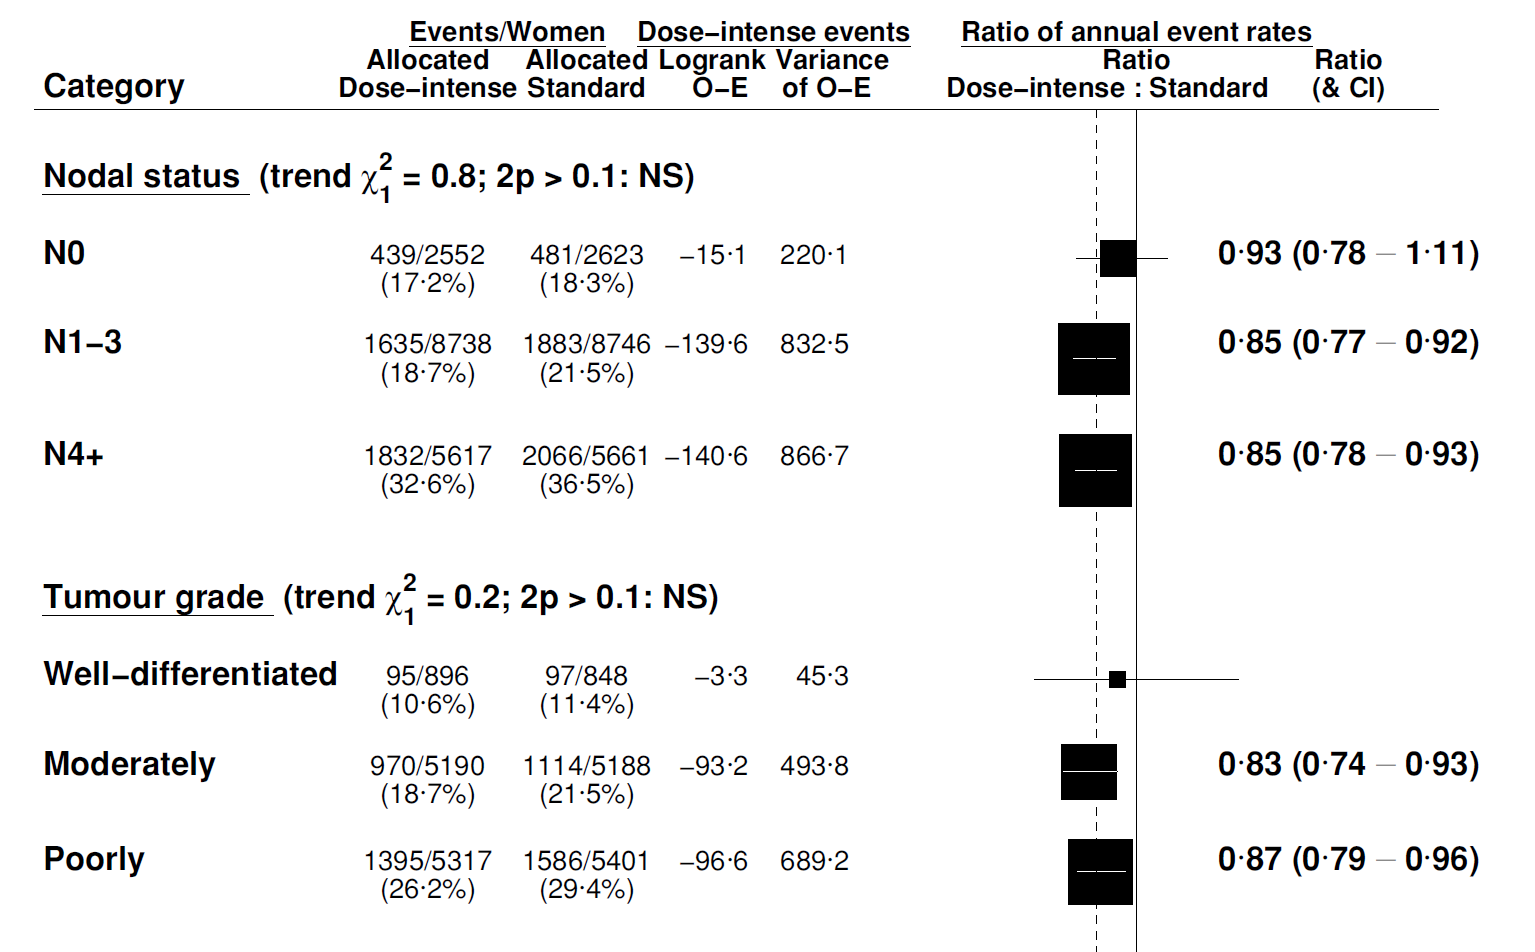 Events/Women Dose–intense events Ratio of annual event rates
Allocated Allocated Logrank Variance Ratio Ratio
Category Dose–intense Standard O–E of O–E Dose–intense : Standard (& CI)
Nodal status (trend χ²₁ = 0.8; 2p > 0.1: NS)
N0 439/2552 481/2623 –15·1 220·1 0·93 (0·78 – 1·11)
(17·2%) (18·3%)
N1–3 1635/8738 1883/8746 –139·6 832·5 0·85 (0·77 – 0·92)
(18·7%) (21·5%)
N4+ 1832/5617 2066/5661 –140·6 866·7 0·85 (0·78 – 0·93)
(32·6%) (36·5%)
Tumour grade (trend χ²₁ = 0.2; 2p > 0.1: NS)
Well–differentiated 95/896 97/848 –3·3 45·3
(10·6%) (11·4%)
Moderately 970/5190 1114/5188 –93·2 493·8 0·83 (0·74 – 0·93)
(18·7%) (21·5%)
Poorly 1395/5317 1586/5401 –96·6 689·2 0·87 (0·79 – 0·96)
(26·2%) (29·4%)